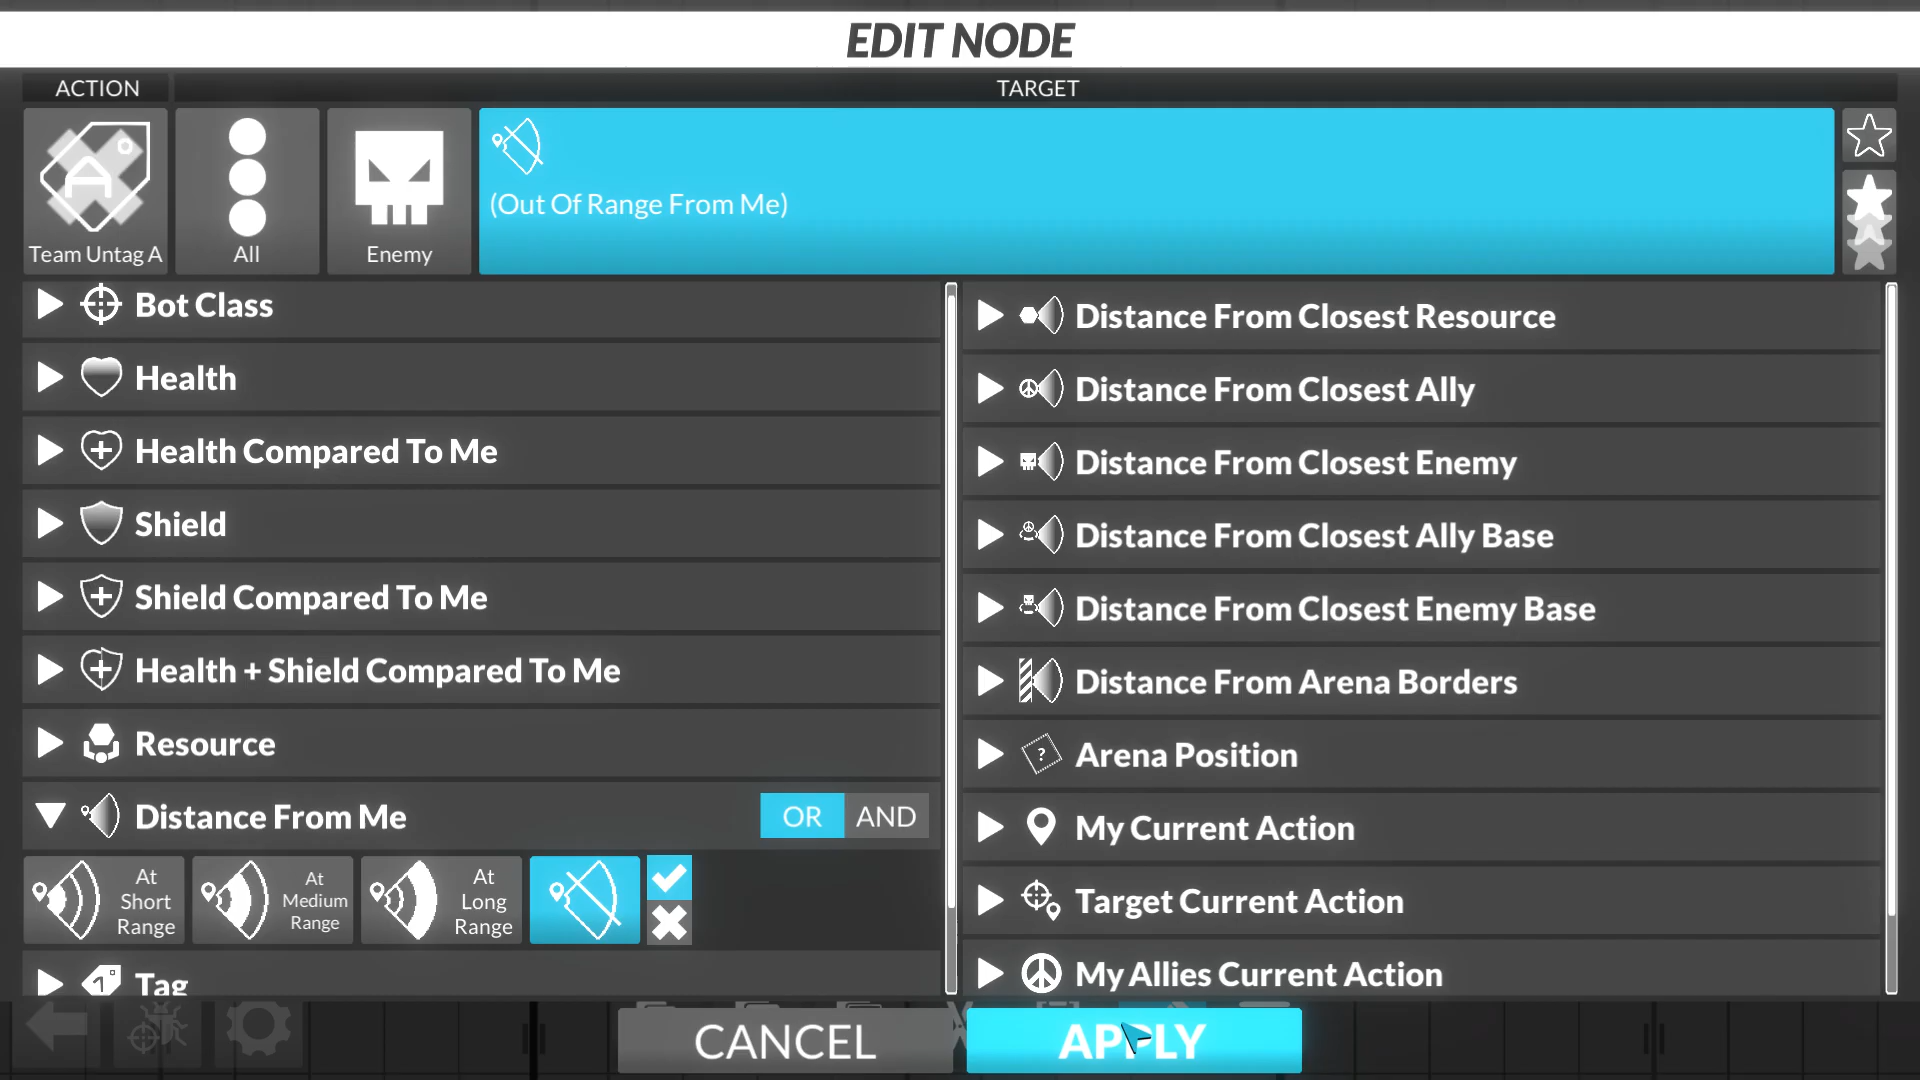 EDIT NODE
ACTION
TARGET
A
Team Untag A
All
Enemy
(Out Of Range From Me)
Bot Class
Health
Health Compared To Me
Shield
Shield Compared To Me
Health + Shield Compared To Me
Resource
Distance From Me
OR
AND
At
Short
Range
At
Medium
Range
At
Long
Range
1
Tag
Distance From Closest Resource
Distance From Closest Ally
Distance From Closest Enemy
Distance From Closest Ally Base
Distance From Closest Enemy Base
Distance From Arena Borders
?
Arena Position
My Current Action
Target Current Action
My Allies Current Action
CANCEL
APPLY